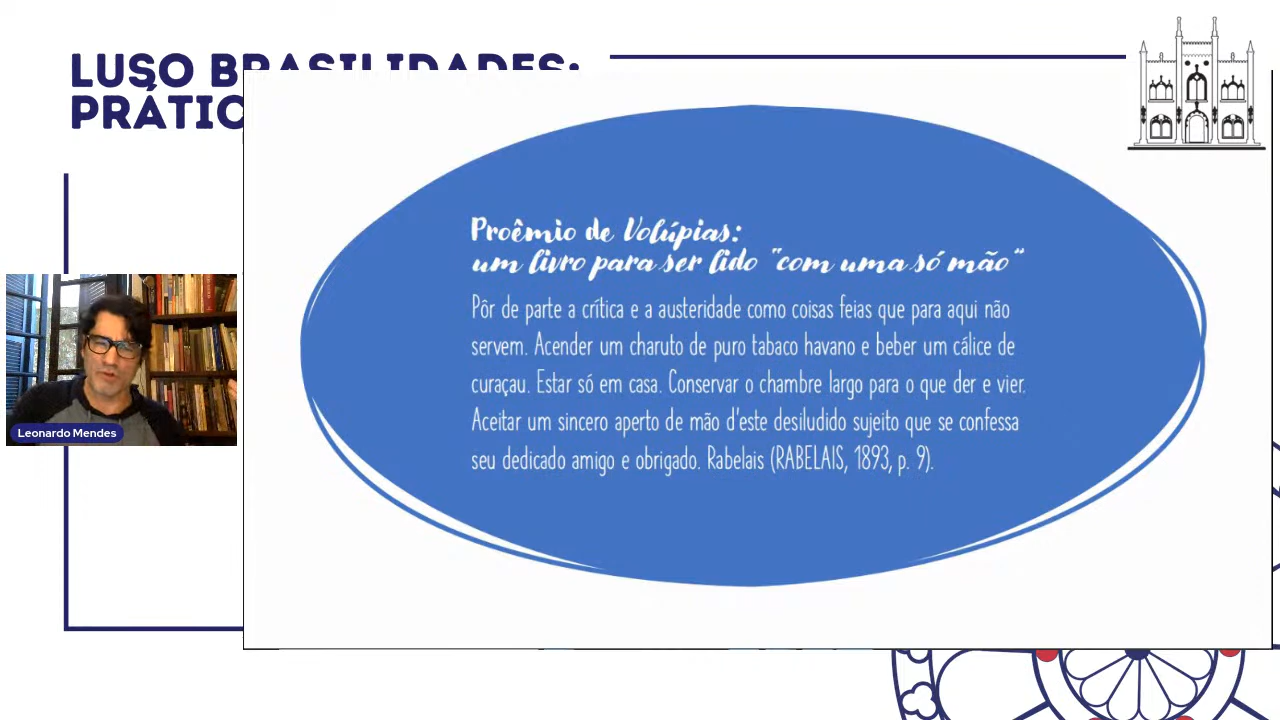 LUSO BRASILIDADES:
PRÁTIC
Proêmio de Volúpias:
um livro para ser lido "com uma só mão"
Pôr de parte a crítica e a austeridade como coisas feias que para aqui não
servem. Acender um charuto de puro tabaco havano e beber um cálice de
curaçau. Estar só em casa. Conservar o chambre largo para o que der e vier.
Aceitar um sincero aperto de mão d'este desiludido sujeito que se confessa
seu dedicado amigo e obrigado. Rabelais (RABELAIS, 1893, p. 9).
Leonardo Mendes